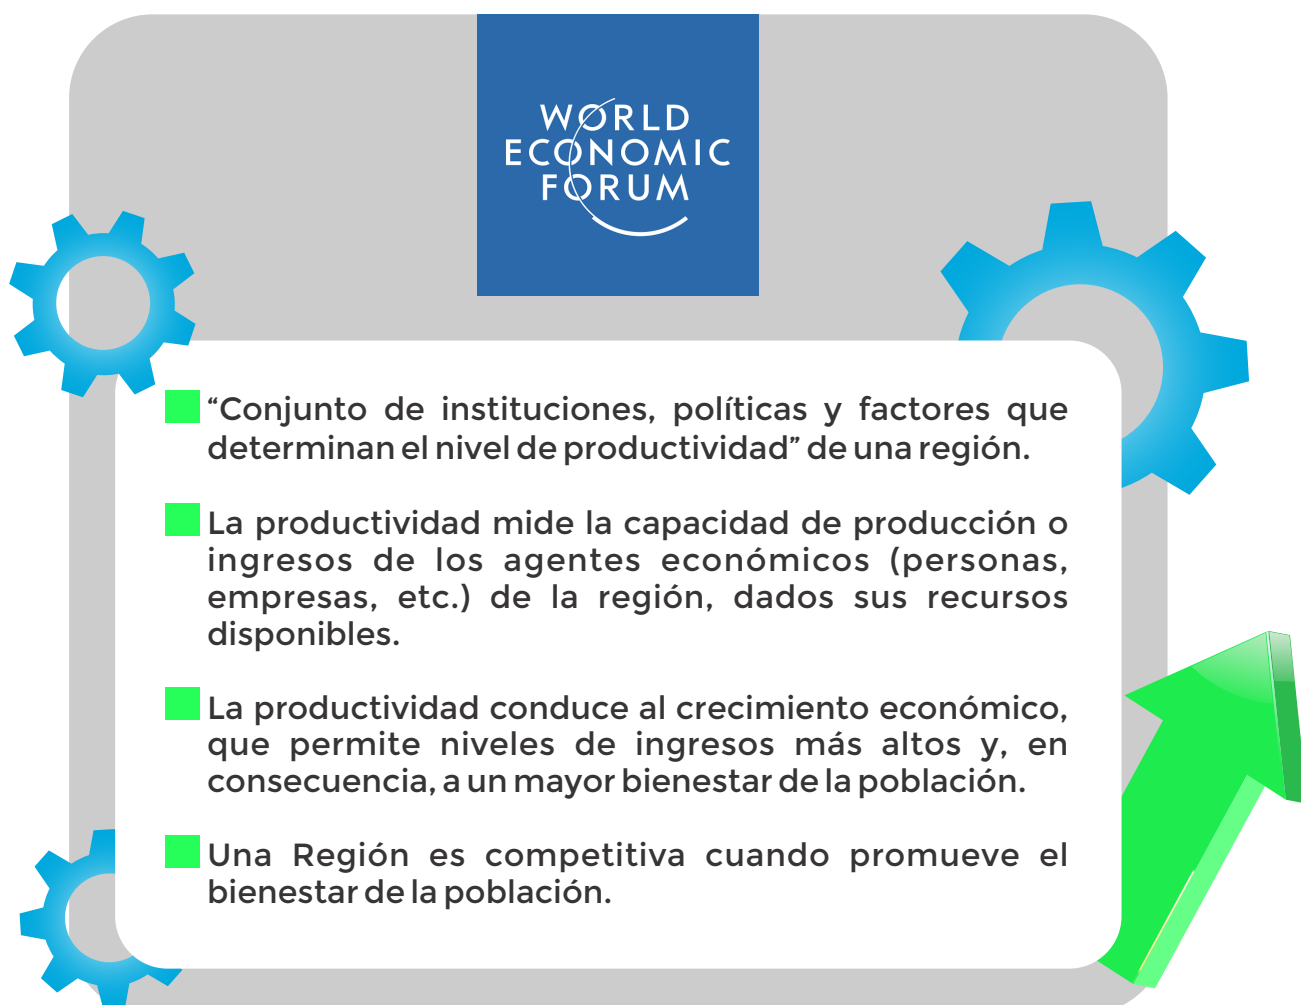 WORLD
ECONOMIC
FORUM
“Conjunto de instituciones, políticas y factores que
determinan el nivel de productividad” de una región.
La productividad mide la capacidad de producción o
ingresos de los agentes económicos (personas,
empresas, etc.) de la región, dados sus recursos
disponibles.
La productividad conduce al crecimiento económico,
que permite niveles de ingresos más altos y, en
consecuencia, a un mayor bienestar de la población.
Una Región es competitiva cuando promueve el
bienestar de la población.